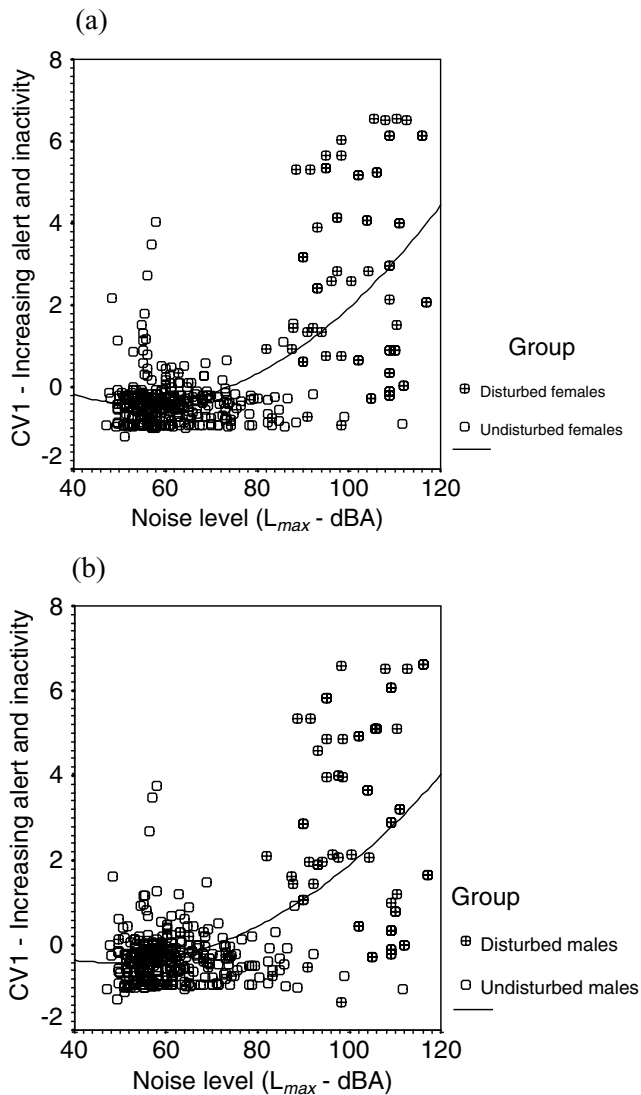 (a)
8
6
4
2
0
-2
CV1 - Increasing alert and inactivity
40 60 80 100 120
Noise level (Lmax - dBA)
Group
Disturbed females
Undisturbed females
(b)
8
6
4
2
0
-2
CV1 - Increasing alert and inactivity
40 60 80 100 120
Noise level (Lmax - dBA)
Group
Disturbed males
Undisturbed males